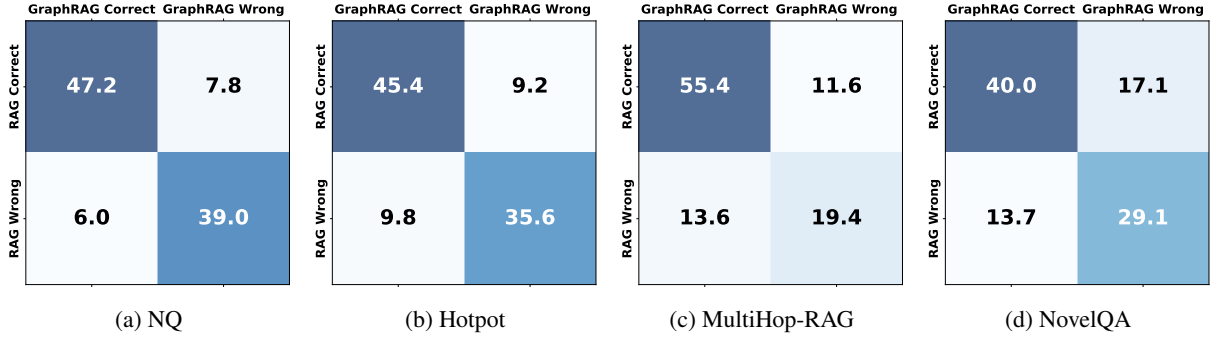 GraphRAG Correct GraphRAG Wrong
RAG Correct
47.2 7.8
RAG Wrong
6.0 39.0
(a) NQ
GraphRAG Correct GraphRAG Wrong
RAG Correct
45.4 9.2
RAG Wrong
9.8 35.6
(b) Hotpot
GraphRAG Correct GraphRAG Wrong
RAG Correct
55.4 11.6
RAG Wrong
13.6 19.4
(c) MultiHop-RAG
GraphRAG Correct GraphRAG Wrong
RAG Correct
40.0 17.1
RAG Wrong
13.7 29.1
(d) NovelQA